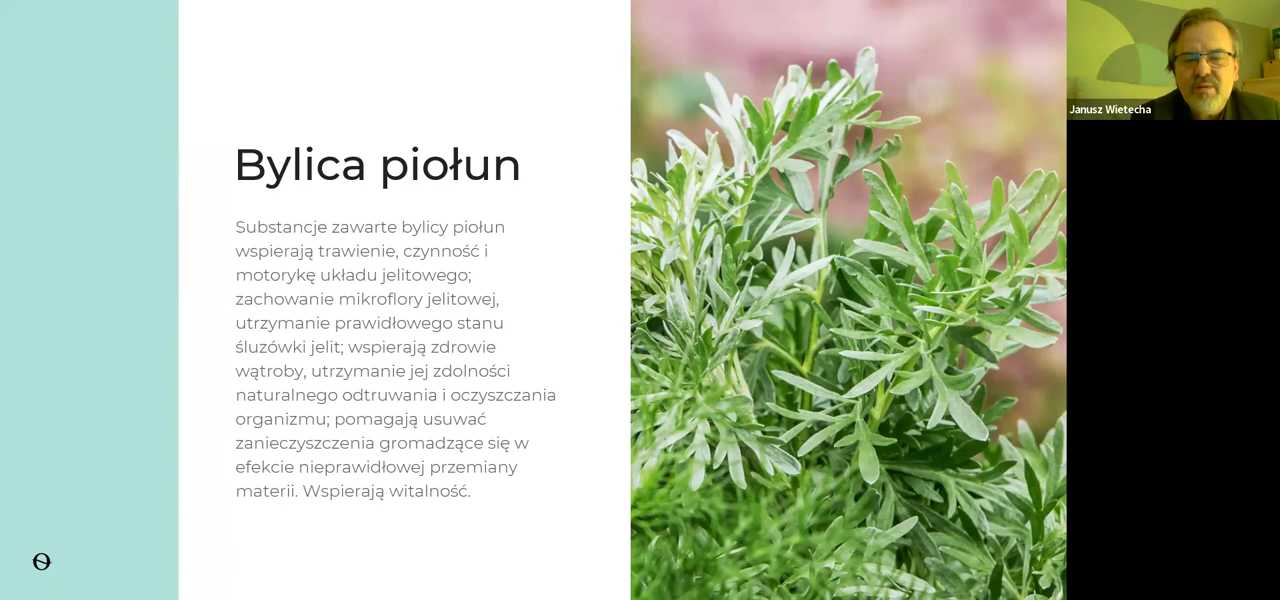 Bylica piołun
Substancje zawarte bylicy piołun
wspierają trawienie, czynność i
motorykę układu jelitowego;
zachowanie mikroflory jelitowej,
utrzymanie prawidłowego stanu
śluzówki jelit; wspierają zdrowie
wątroby, utrzymanie jej zdolności
naturalnego odtruwania i oczyszczania
organizmu; pomagają usuwać
zanieczyszczenia gromadzące się w
efekcie nieprawidłowej przemiany
materii. Wspierają witalność.
Janusz Wietecha